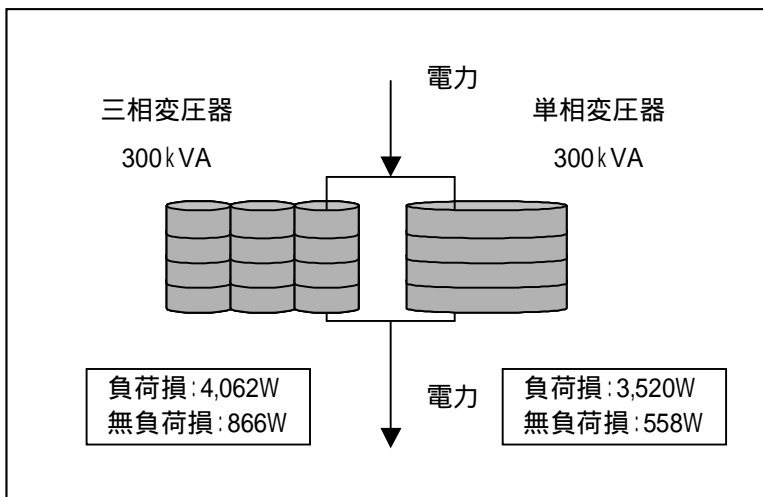 電力
三相変圧器
300kVA
単相変圧器
300kVA
負荷損:4,062W
無負荷損:866W
電力
負荷損:3,520W
無負荷損:558W